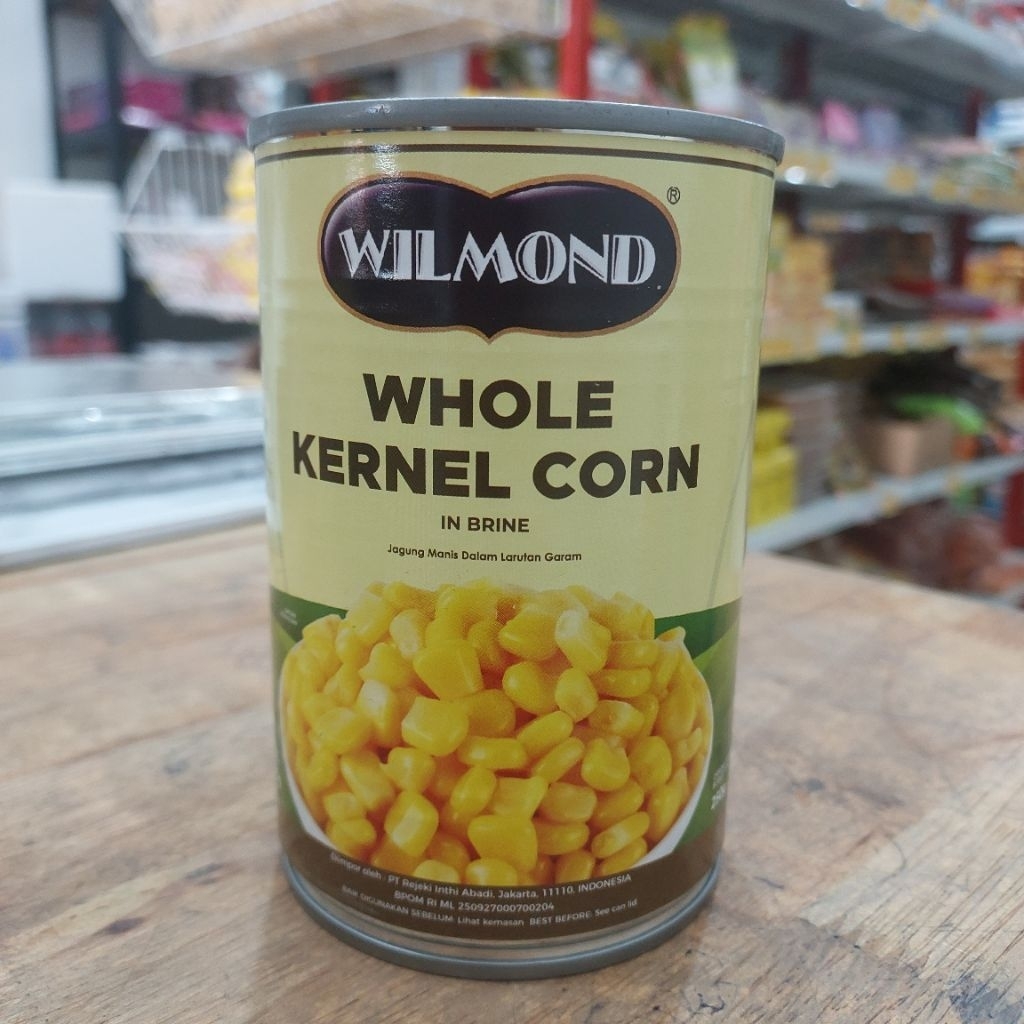 WILMOND ®
WHOLE
KERNEL CORN
IN BRINE
Jagung Manis Dalam Larutan Garam
Diimpor oleh : PT Rejeki Inthi Abadi, Jakarta, 11110, INDONESIA
BPOM RI ML 250927000700204
BAIK DIGUNAKAN SEBELUM: Lihat kemasan BEST BEFORE: See can lid